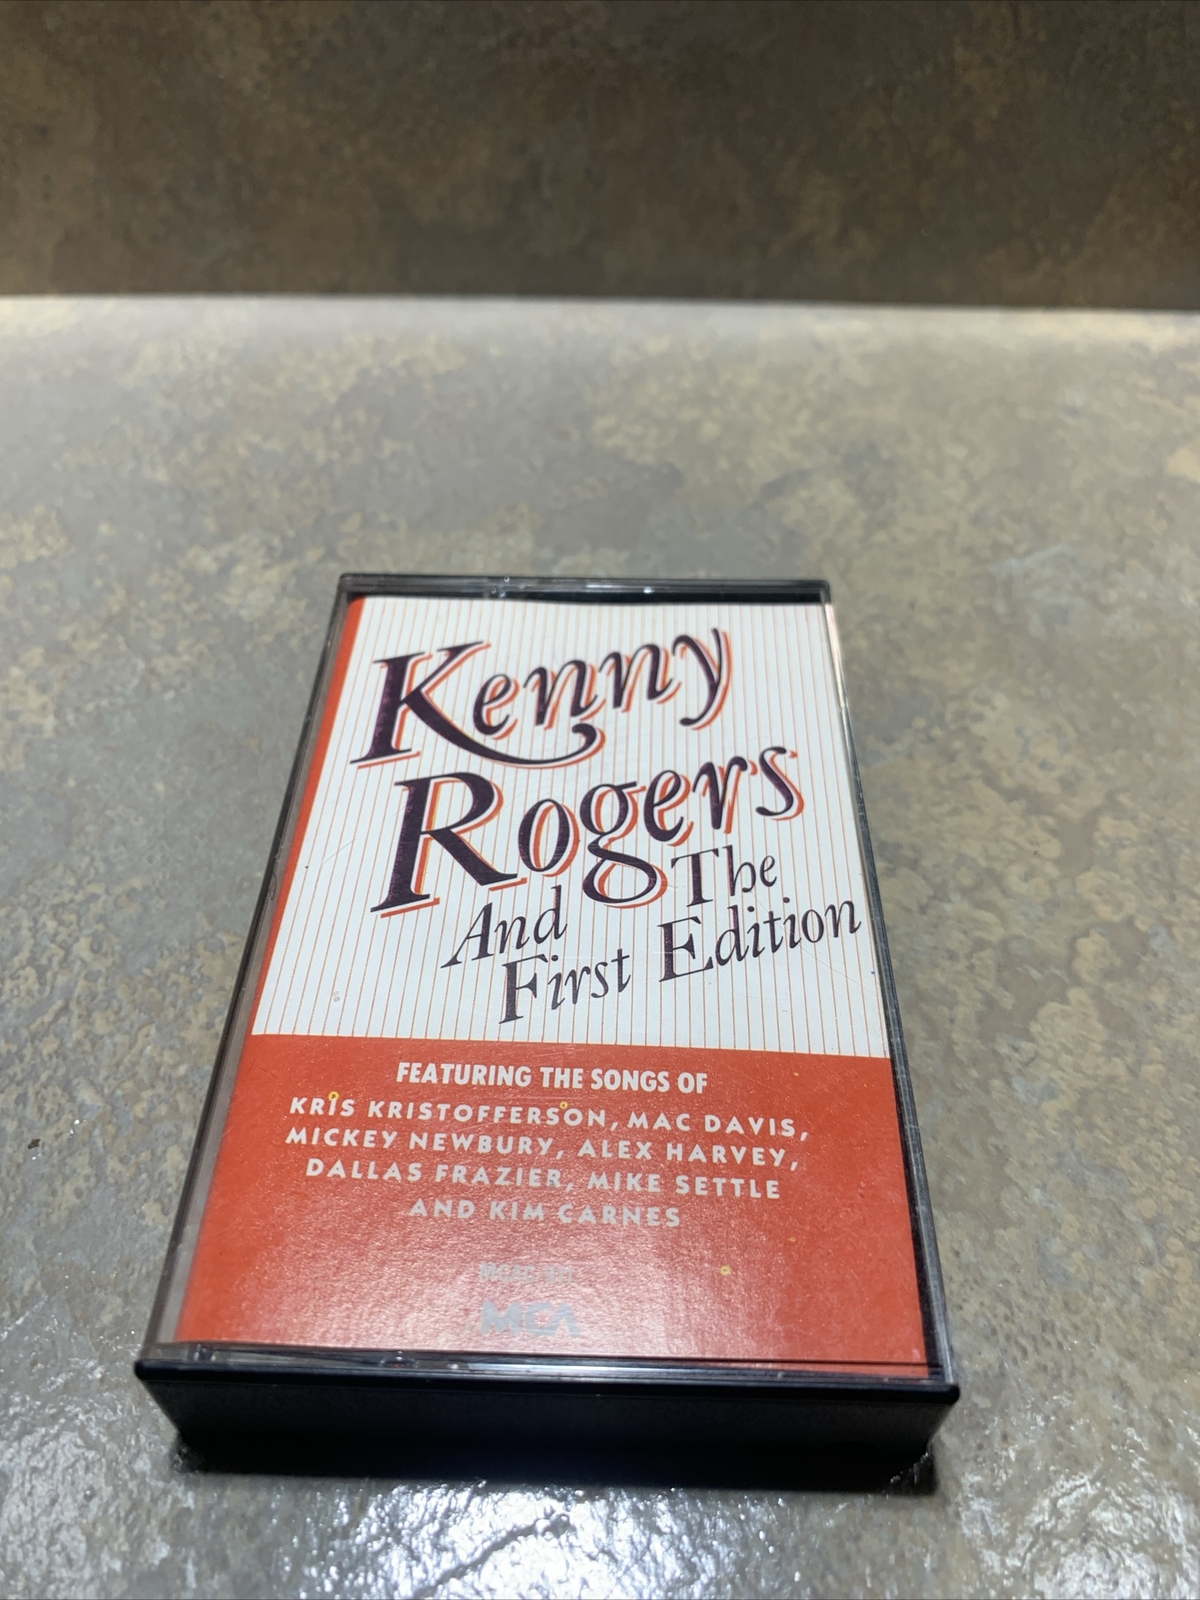 Kenny
Rogers
And The
First Edition
FEATURING THE SONGS OF
KRIS KRISTOFFERSON, MAC DAVIS,
MICKEY NEWBURY, ALEX HARVEY,
DALLAS FRAZIER, MIKE SETTLE
AND KIM CARNES
MCA